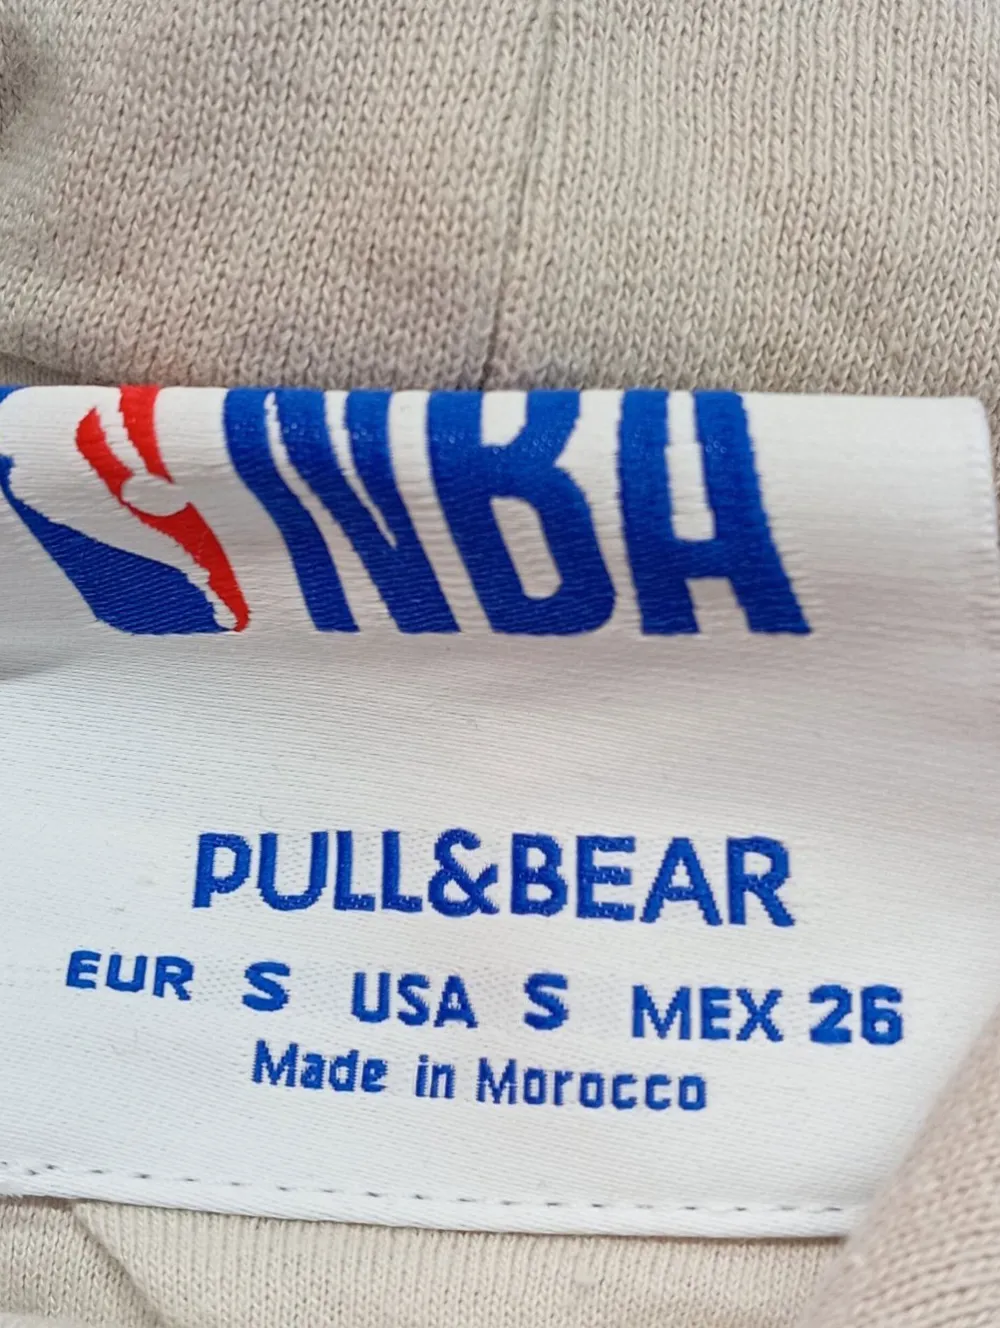 NBA
PULL&BEAR
EUR S USA S MEX 26
Made in Morocco